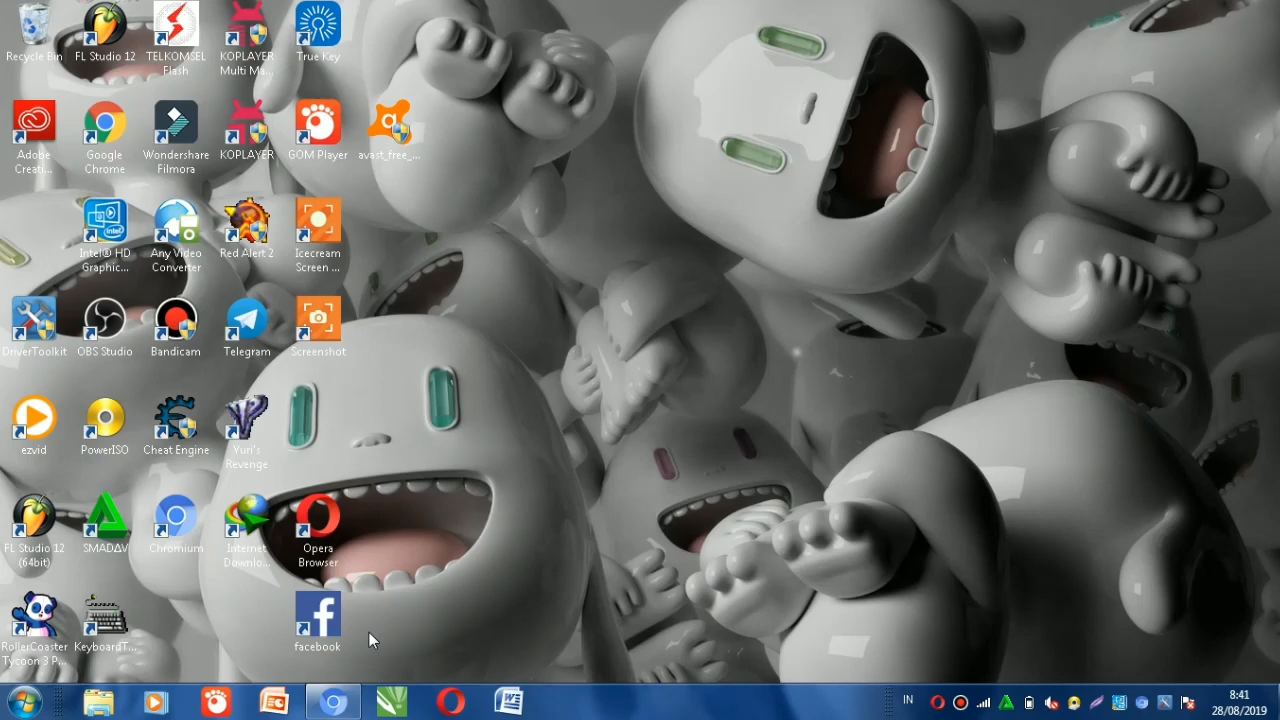 Recycle Bin
FL Studio 12
TELKOMSEL
Flash
KOPLAYER
Multi Ma...
True Key
Adobe
Creati...
Google
Chrome
Wondershare
Filmora
KOPLAYER
GOM Player
avast_free_...
Intel® HD
Graphic...
Any Video
Converter
Red Alert 2
Icecream
Screen ...
DriverToolkit
OBS Studio
Bandicam
Telegram
Screenshot
ezvid
PowerISO
Cheat Engine
Yuri's
Revenge
FL Studio 12
(64bit)
SMADΔV
Chromium
Internet
Downlo...
Opera
Browser
RollerCoaster
Tycoon 3 P...
KeyboardT...
facebook
IN
8:41
28/08/2019